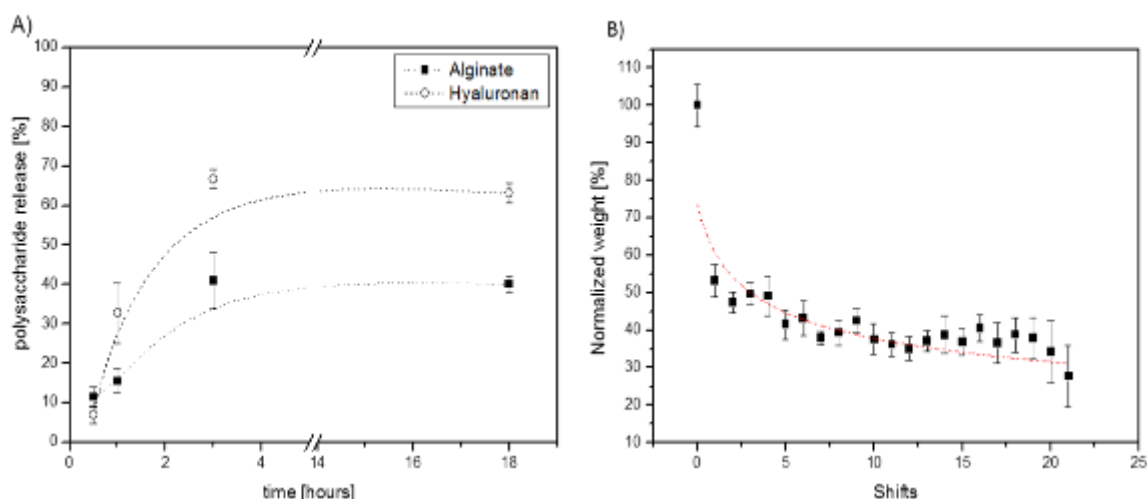 A)
100
90
80
70
60
50
40
30
20
10
0
polysaccharide release [%]
Alginate
Hyaluronan
0 2 4 14 16 18
time [hours]
B)
110
100
90
80
70
60
50
40
30
20
10
Normalized weight [%]
0 5 10 15 20 25
Shifts